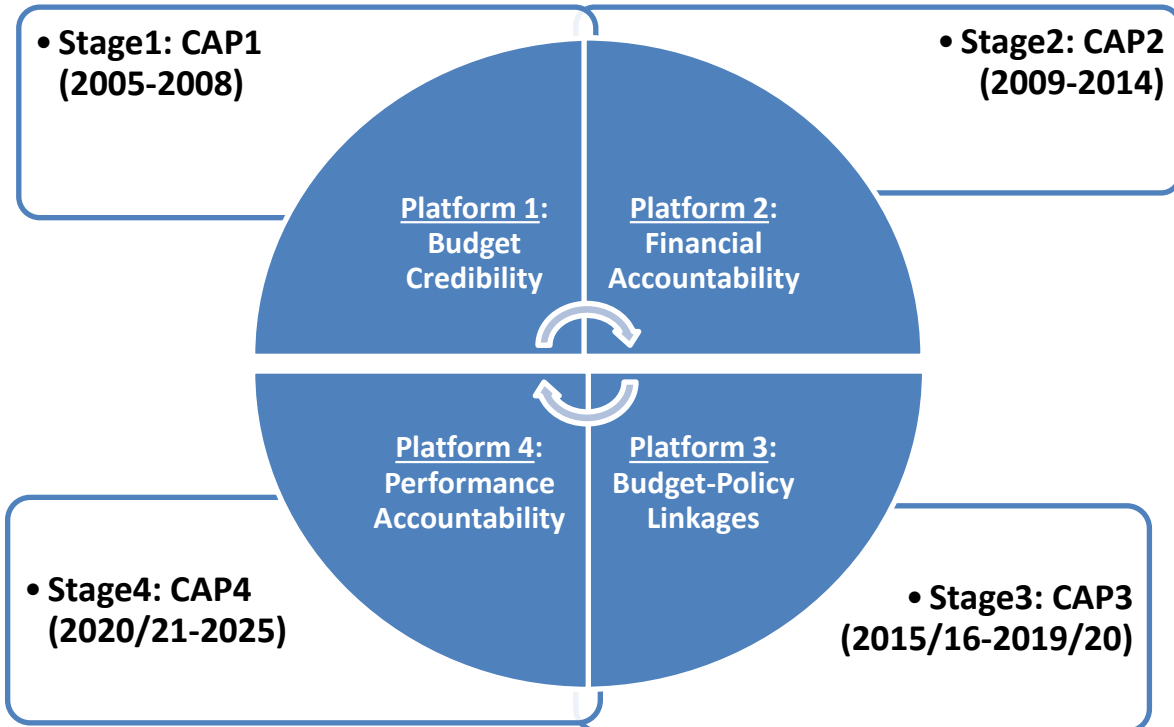 • Stage1: CAP1
(2005-2008)
• Stage2: CAP2
(2009-2014)
Platform 1:
Budget
Credibility
Platform 2:
Financial
Accountability
Platform 4:
Performance
Accountability
Platform 3:
Budget-Policy
Linkages
• Stage4: CAP4
(2020/21-2025)
• Stage3: CAP3
(2015/16-2019/20)